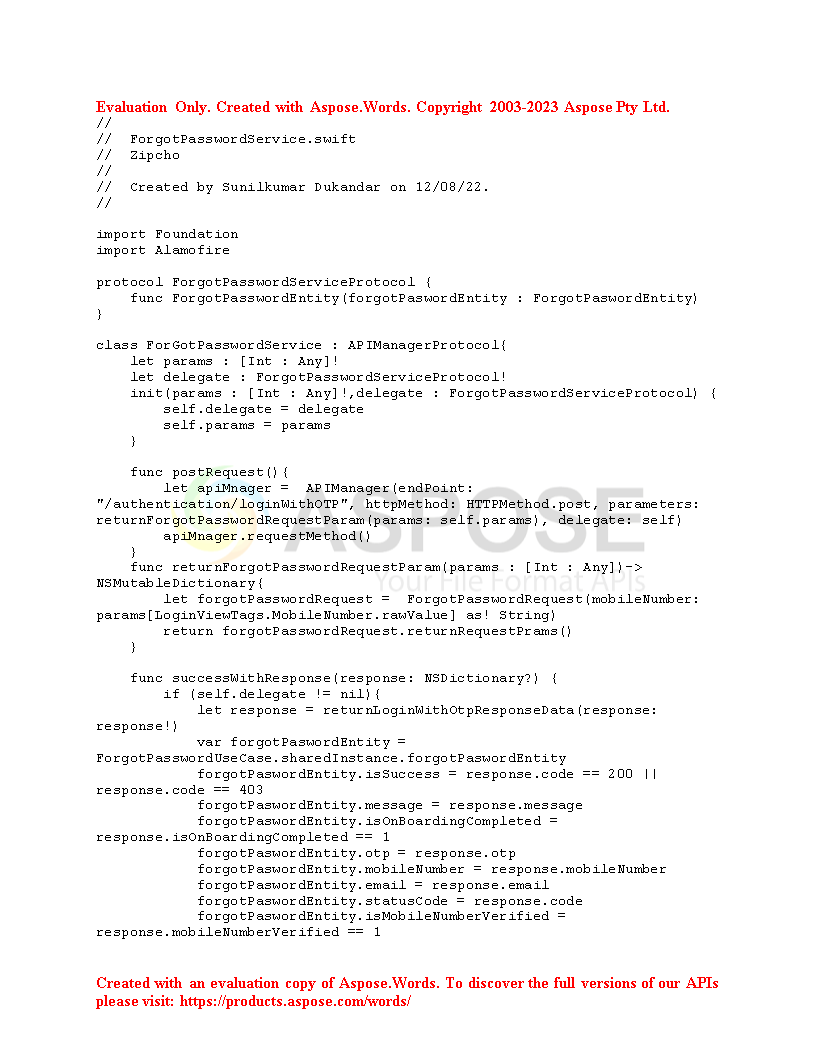 Evaluation Only. Created with Aspose.Words. Copyright 2003-2023 Aspose Pty Ltd.
//
//  ForgotPasswordService.swift
//  Zipcho
//
//  Created by Sunilkumar Dukandar on 12/08/22.
//
import Foundation
import Alamofire
protocol ForgotPasswordServiceProtocol {
    func ForgotPasswordEntity(forgotPaswordEntity : ForgotPaswordEntity)
}
class ForGotPasswordService : APIManagerProtocol{
    let params : [Int : Any]!
    let delegate : ForgotPasswordServiceProtocol!
    init(params : [Int : Any]!,delegate : ForgotPasswordServiceProtocol) {
        self.delegate = delegate
        self.params = params
    }
    func postRequest(){
        let apiMnager =  APIManager(endPoint:
"/authentication/loginWithOTP", httpMethod: HTTPMethod.post, parameters:
returnForgotPasswordRequestParam(params: self.params), delegate: self)
        apiMnager.requestMethod()
    }
    func returnForgotPasswordRequestParam(params : [Int : Any])->
NSMutableDictionary{
        let forgotPasswordRequest =  ForgotPasswordRequest(mobileNumber:
params[LoginViewTags.MobileNumber.rawValue] as! String)
        return forgotPasswordRequest.returnRequestPrams()
    }
    func successWithResponse(response: NSDictionary?) {
        if (self.delegate != nil){
            let response = returnLoginWithOtpResponseData(response:
response!)
            var forgotPaswordEntity =
ForgotPasswordUseCase.sharedInstance.forgotPaswordEntity
            forgotPaswordEntity.isSuccess = response.code == 200 ||
response.code == 403
            forgotPaswordEntity.message = response.message
            forgotPaswordEntity.isOnBoardingCompleted =
response.isOnBoardingCompleted == 1
            forgotPaswordEntity.otp = response.otp
            forgotPaswordEntity.mobileNumber = response.mobileNumber
            forgotPaswordEntity.email = response.email
            forgotPaswordEntity.statusCode = response.code
            forgotPaswordEntity.isMobileNumberVerified =
response.mobileNumberVerified == 1
ASPOSE
Your File Format APIs
Created with an evaluation copy of Aspose.Words. To discover the full versions of our APIs
please visit: https://products.aspose.com/words/